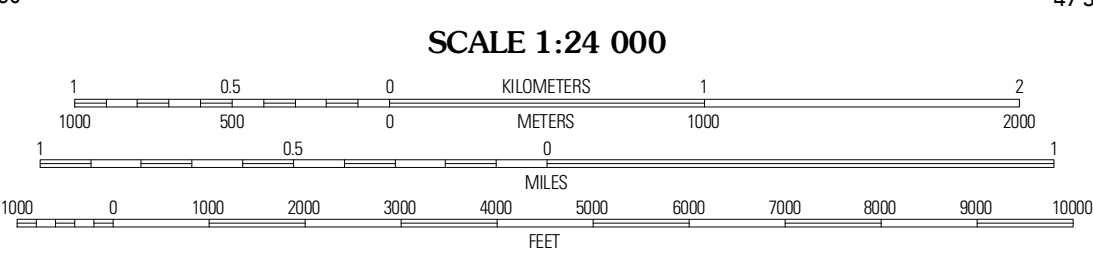 SCALE 1:24 000
1 0.5 0 KILOMETERS 1 2
1000 500 0 METERS 1000 2000
1 0.5 0 1
MILES
1000 0 1000 2000 3000 4000 5000 6000 7000 8000 9000 10000
FEET